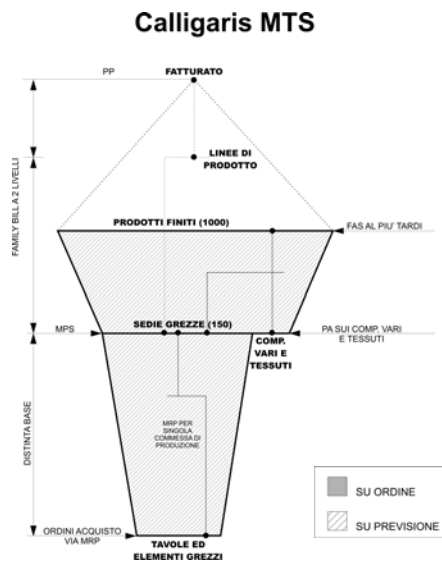 Calligaris MTS
PP
FATTURATO
LINEE DI
PRODOTTO
FAMILY BILL A 2 LIVELLI
PRODOTTI FINITI (1000)
FAS AL PIU' TARDI
MPS
SEDIE GREZZE (150)
PA SUI COMP. VARI
E TESSUTI
COMP.
VARI E
TESSUTI
DISTINTA BASE
MRP PER
SINGOLA
COMMESSA DI
PRODUZIONE
SU ORDINE
SU PREVISIONE
ORDINI ACQUISTO
VIA MRP
TAVOLE ED
ELEMENTI GREZZI